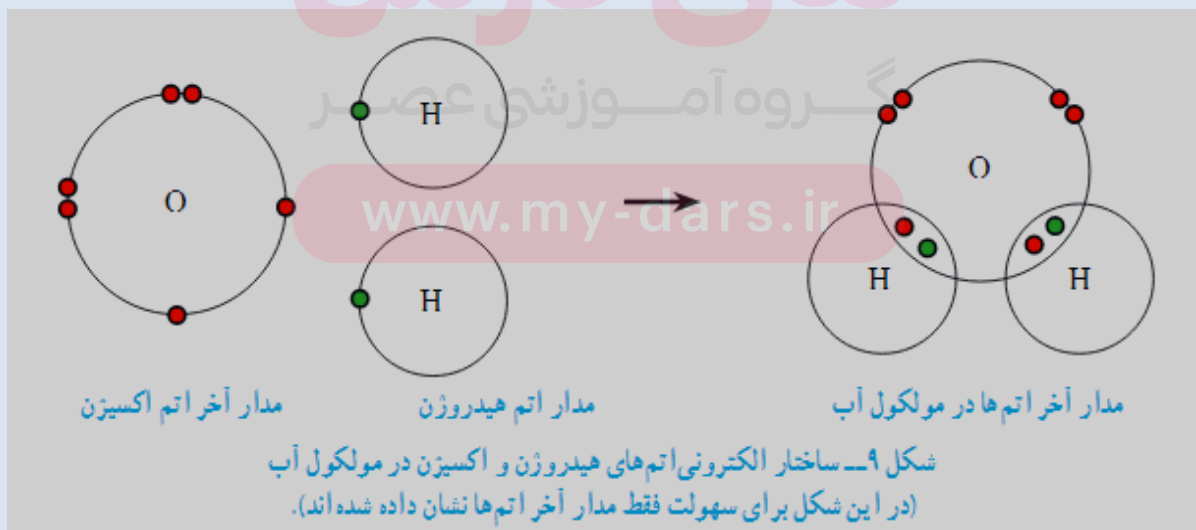 گـــروه آمـــوزشی عصـــر
H
O
O
www.my-dars.ir
H
H
H
مدار آخر اتم اکسیژن
مدار اتم هیدروژن
مدار آخر اتم‌ها در مولکول آب
شکل ۹ــ ساختار الکترونی اتم‌های هیدروژن و اکسیژن در مولکول آب
(در این شکل برای سهولت فقط مدار آخر اتم‌ها نشان داده شده‌اند).